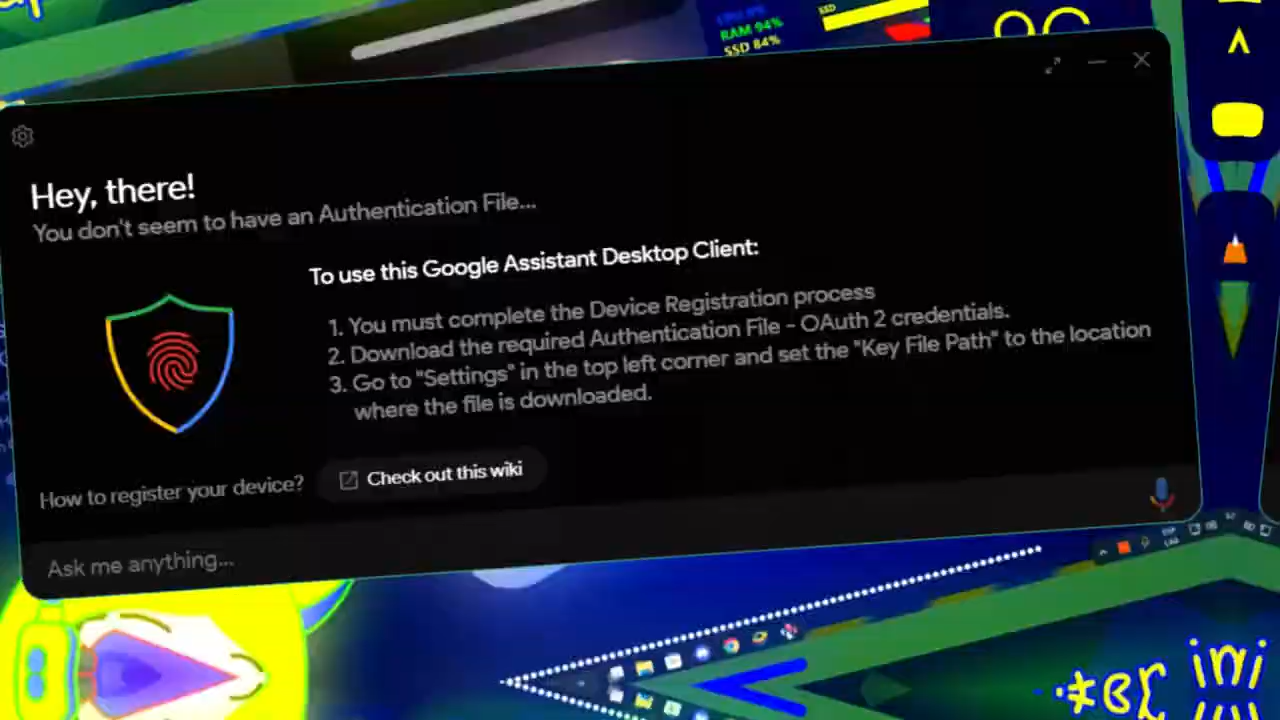 RAM 94%
SSD 84%
SSD
Hey, there!
You don't seem to have an Authentication File...
To use this Google Assistant Desktop Client:
1. You must complete the Device Registration process
2. Download the required Authentication File - OAuth 2 credentials.
3. Go to "Settings" in the top left corner and set the "Key File Path" to the location
where the file is downloaded.
How to register your device?
Check out this wiki
Ask me anything...